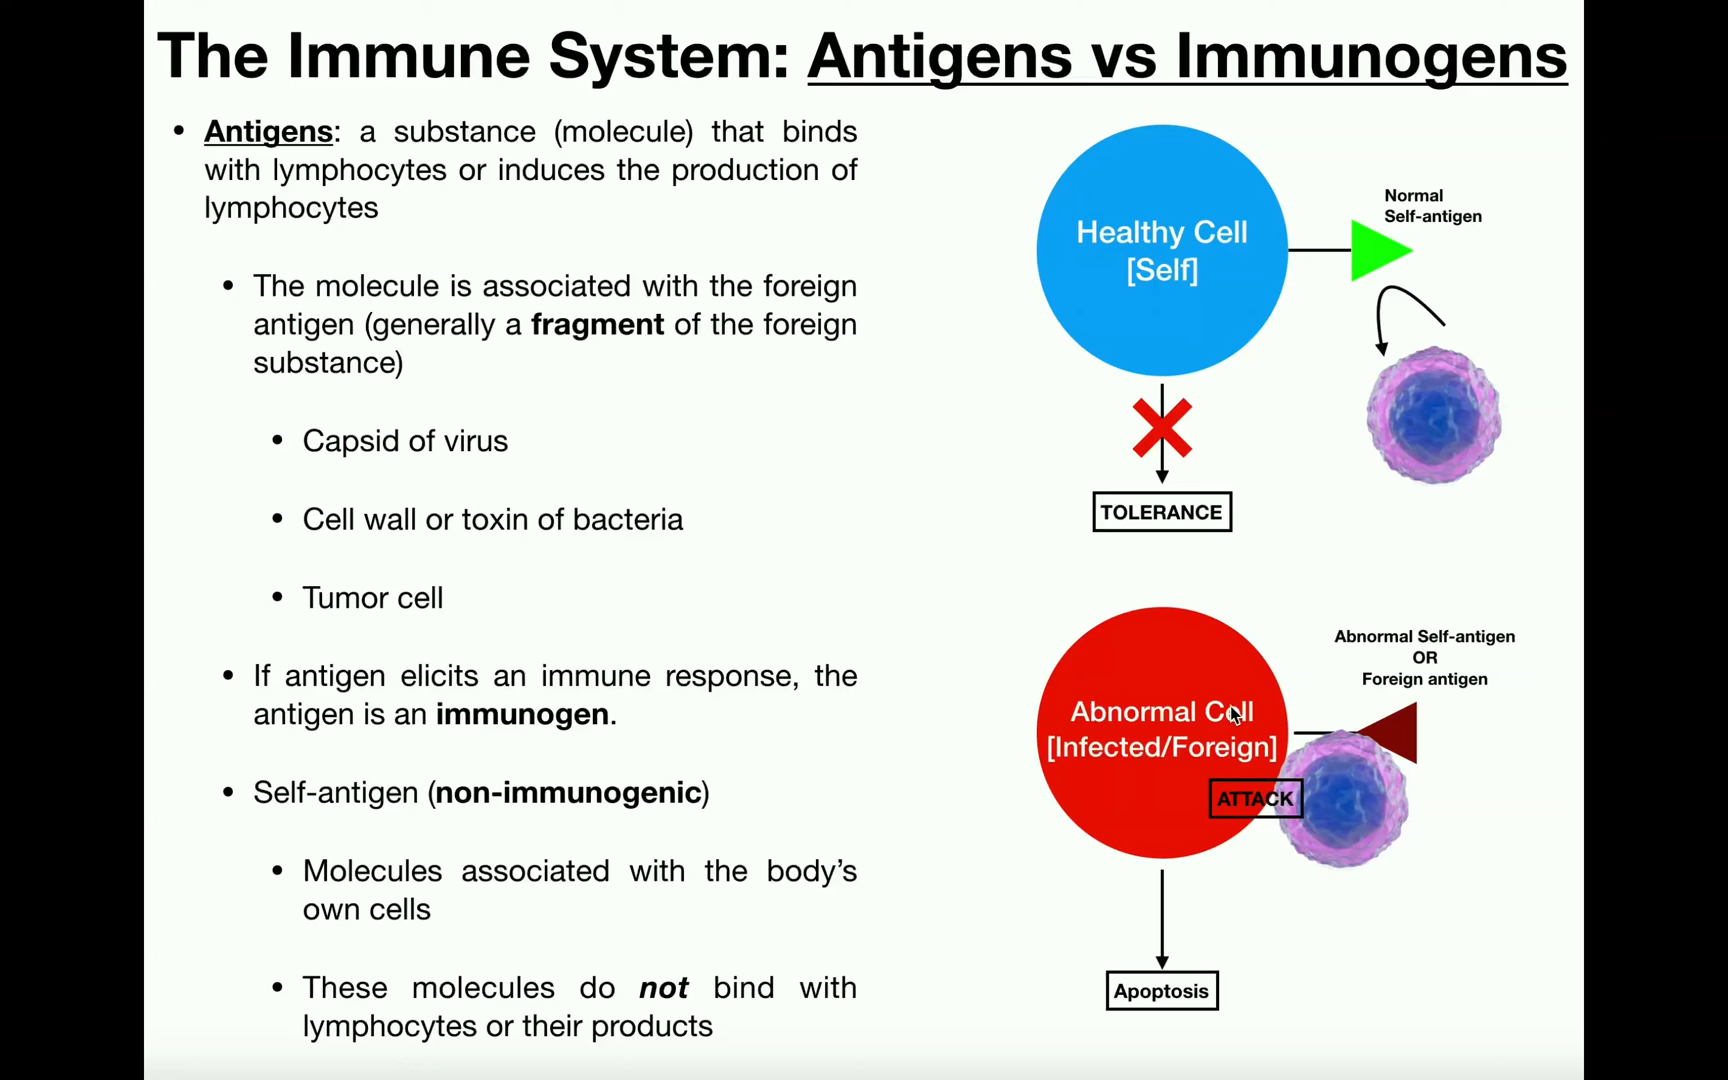 The Immune System: Antigens vs Immunogens
• Antigens: a substance (molecule) that binds
with lymphocytes or induces the production of
lymphocytes
• The molecule is associated with the foreign
antigen (generally a fragment of the foreign
substance)
• Capsid of virus
• Cell wall or toxin of bacteria
• Tumor cell
• If antigen elicits an immune response, the
antigen is an immunogen.
• Self-antigen (non-immunogenic)
• Molecules associated with the body’s
own cells
• These molecules do not bind with
lymphocytes or their products
Healthy Cell
[Self]
Normal
Self-antigen
TOLERANCE
Abnormal Self-antigen
OR
Foreign antigen
Abnormal Cell
[Infected/Foreign]
ATTACK
Apoptosis